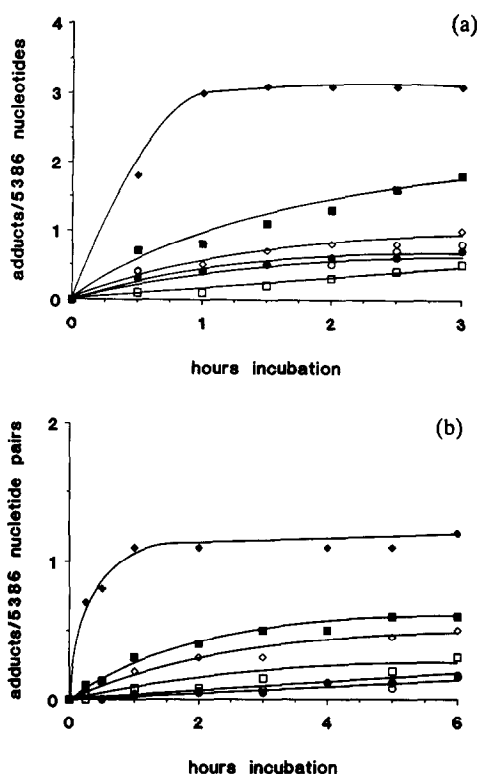 (a)
adducts/5386 nucleotides
4
3
2
1
0
0 1 2 3
hours incubation
(b)
adducts/5386 nucletide pairs
2
1
0
0 2 4 6
hours incubation